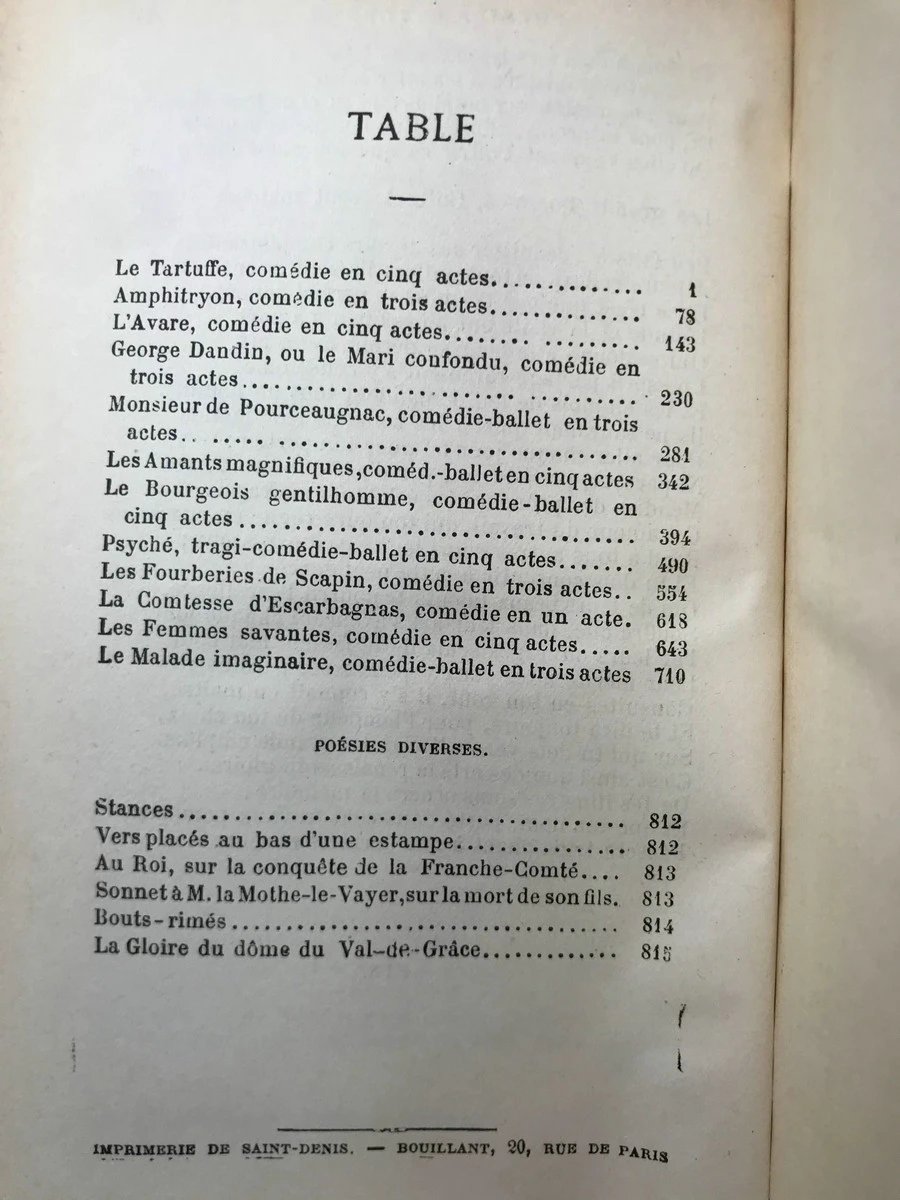 TABLE
Le Tartuffe, comédie en cinq actes............... 1
Amphitryon, comédie en trois actes............... 78
L'Avare, comédie en cinq actes........ ......... 143
George Dandin, ou le Mari confondu, comédie en
trois actes......................... .......... 230
Monsieur de Pourceaugnac, comédie-ballet en trois
actes.. ..... ................................. 281
Les Amants magnifiques, coméd.-ballet en cinq actes 342
Le Bourgeois gentilhomme, comédie-ballet en
cinq actes..................................... 394
Psyché, tragi-comédie-ballet en cinq actes....... 490
Les Fourberies de Scapin, comédie en trois actes.. 554
La Comtesse d'Escarbagnas, comédie en un acte. 618
Les Femmes savantes, comédie en cinq actes..... 643
Le Malade imaginaire, comédie-ballet en trois actes 710
POÉSIES DIVERSES.
Stances......................................... 812
Vers placés au bas d'une estampe................ 812
Au Roi, sur la conquête de la Franche-Comté.... 813
Sonnet à M. la Mothe-le-Vayer, sur la mort de son fils. 813
Bouts-rimés.................................... 814
La Gloire du dôme du Val-de-Grâce............. 815
IMPRIMERIE DE SAINT-DENIS. — BOUILLANT, 20, RUE DE PARIS